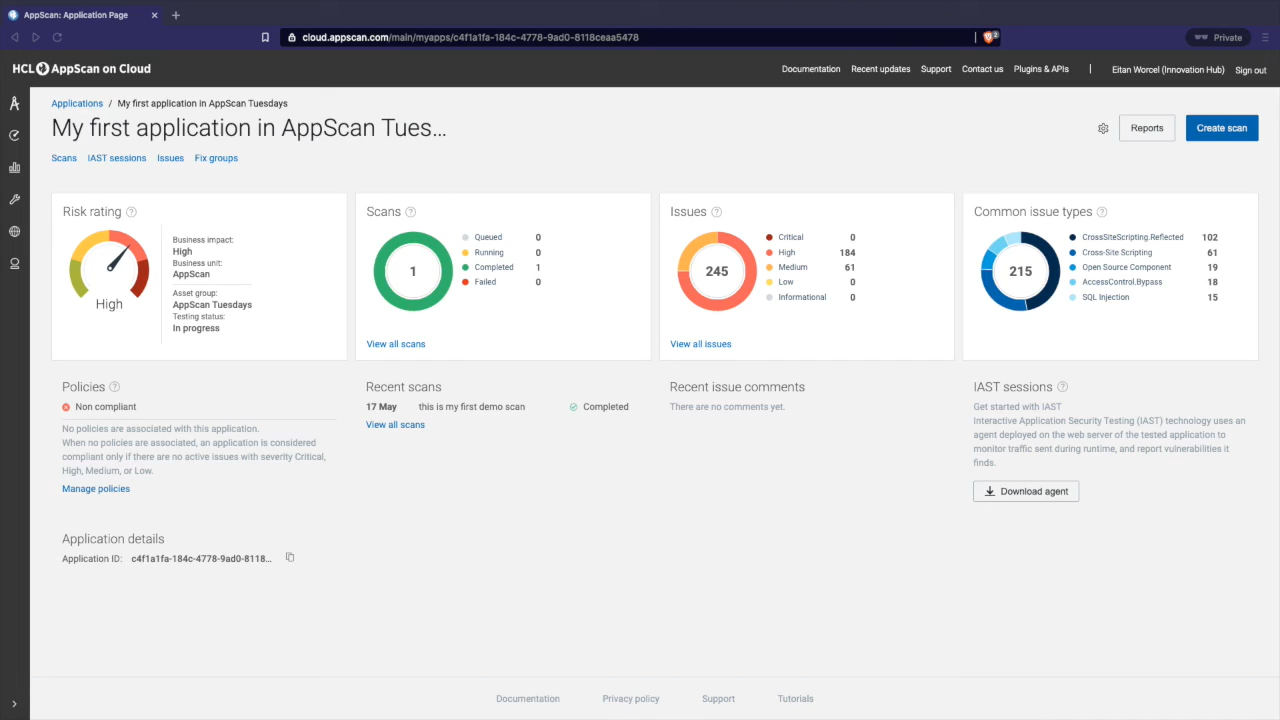 AppScan: Application Page
cloud.appscan.com/main/myapps/c4f1a1fa-184c-4778-9ad0-8118ceaa5478
2
Private
HCL AppScan on Cloud
Documentation
Recent updates
Support
Contact us
Plugins & APIs
Eitan Worcel (Innovation Hub)
Sign out
Applications / My first application in AppScan Tuesdays
My first application in AppScan Tues...
Reports
Create scan
Scans
IAST sessions
Issues
Fix groups
Risk rating
High
Business impact:
High
Business unit:
AppScan
Asset group:
AppScan Tuesdays
Testing status:
In progress
Scans
1
Queued 0
Running 0
Completed 1
Failed 0
View all scans
Issues
245
Critical 0
High 184
Medium 61
Low 0
Informational 0
View all issues
Common issue types
215
CrossSiteScripting.Reflected 102
Cross-Site Scripting 61
Open Source Component 19
AccessControl.Bypass 18
SQL Injection 15
Policies
Non compliant
No policies are associated with this application.
When no policies are associated, an application is considered
compliant only if there are no active issues with severity Critical,
High, Medium, or Low.
Manage policies
Recent scans
17 May this is my first demo scan Completed
View all scans
Recent issue comments
There are no comments yet.
IAST sessions
Get started with IAST
Interactive Application Security Testing (IAST) technology uses an
agent deployed on the web server of the tested application to
monitor traffic sent during runtime, and report vulnerabilities it
finds.
Download agent
Application details
Application ID: c4f1a1fa-184c-4778-9ad0-8118...
Documentation
Privacy policy
Support
Tutorials